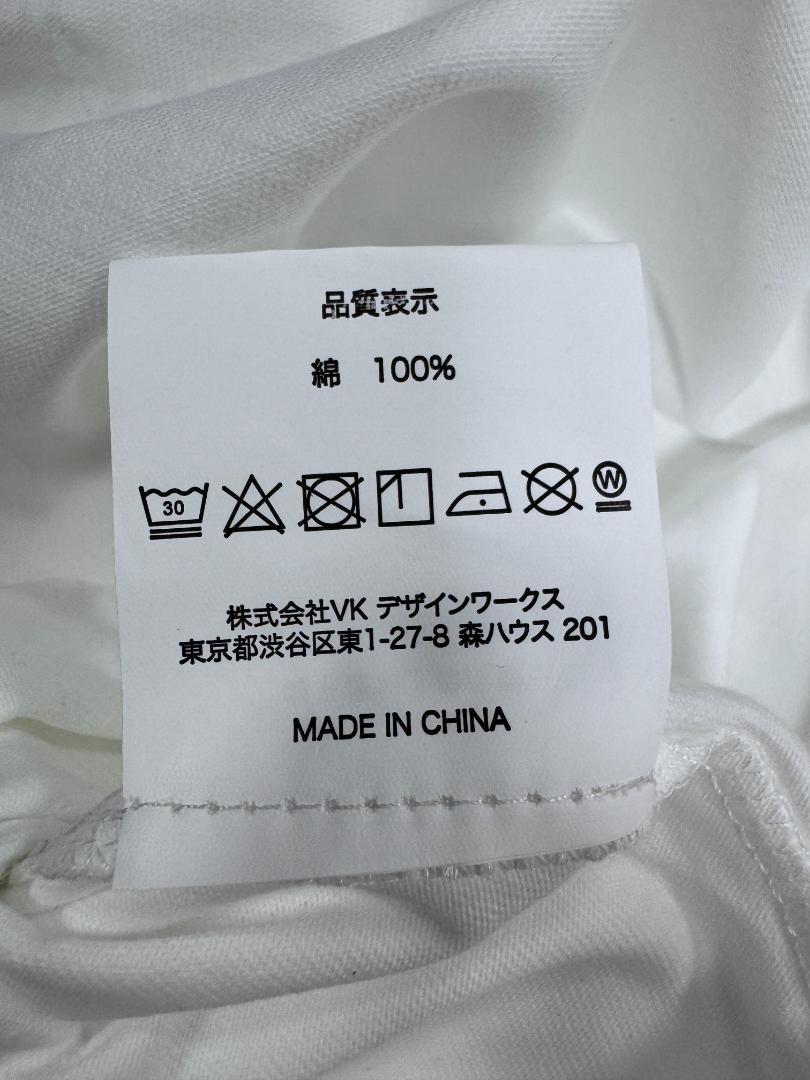 品質表示
綿　100%
30
W
株式会社VK デザインワークス
東京都渋谷区東1-27-8 森ハウス 201
MADE IN CHINA